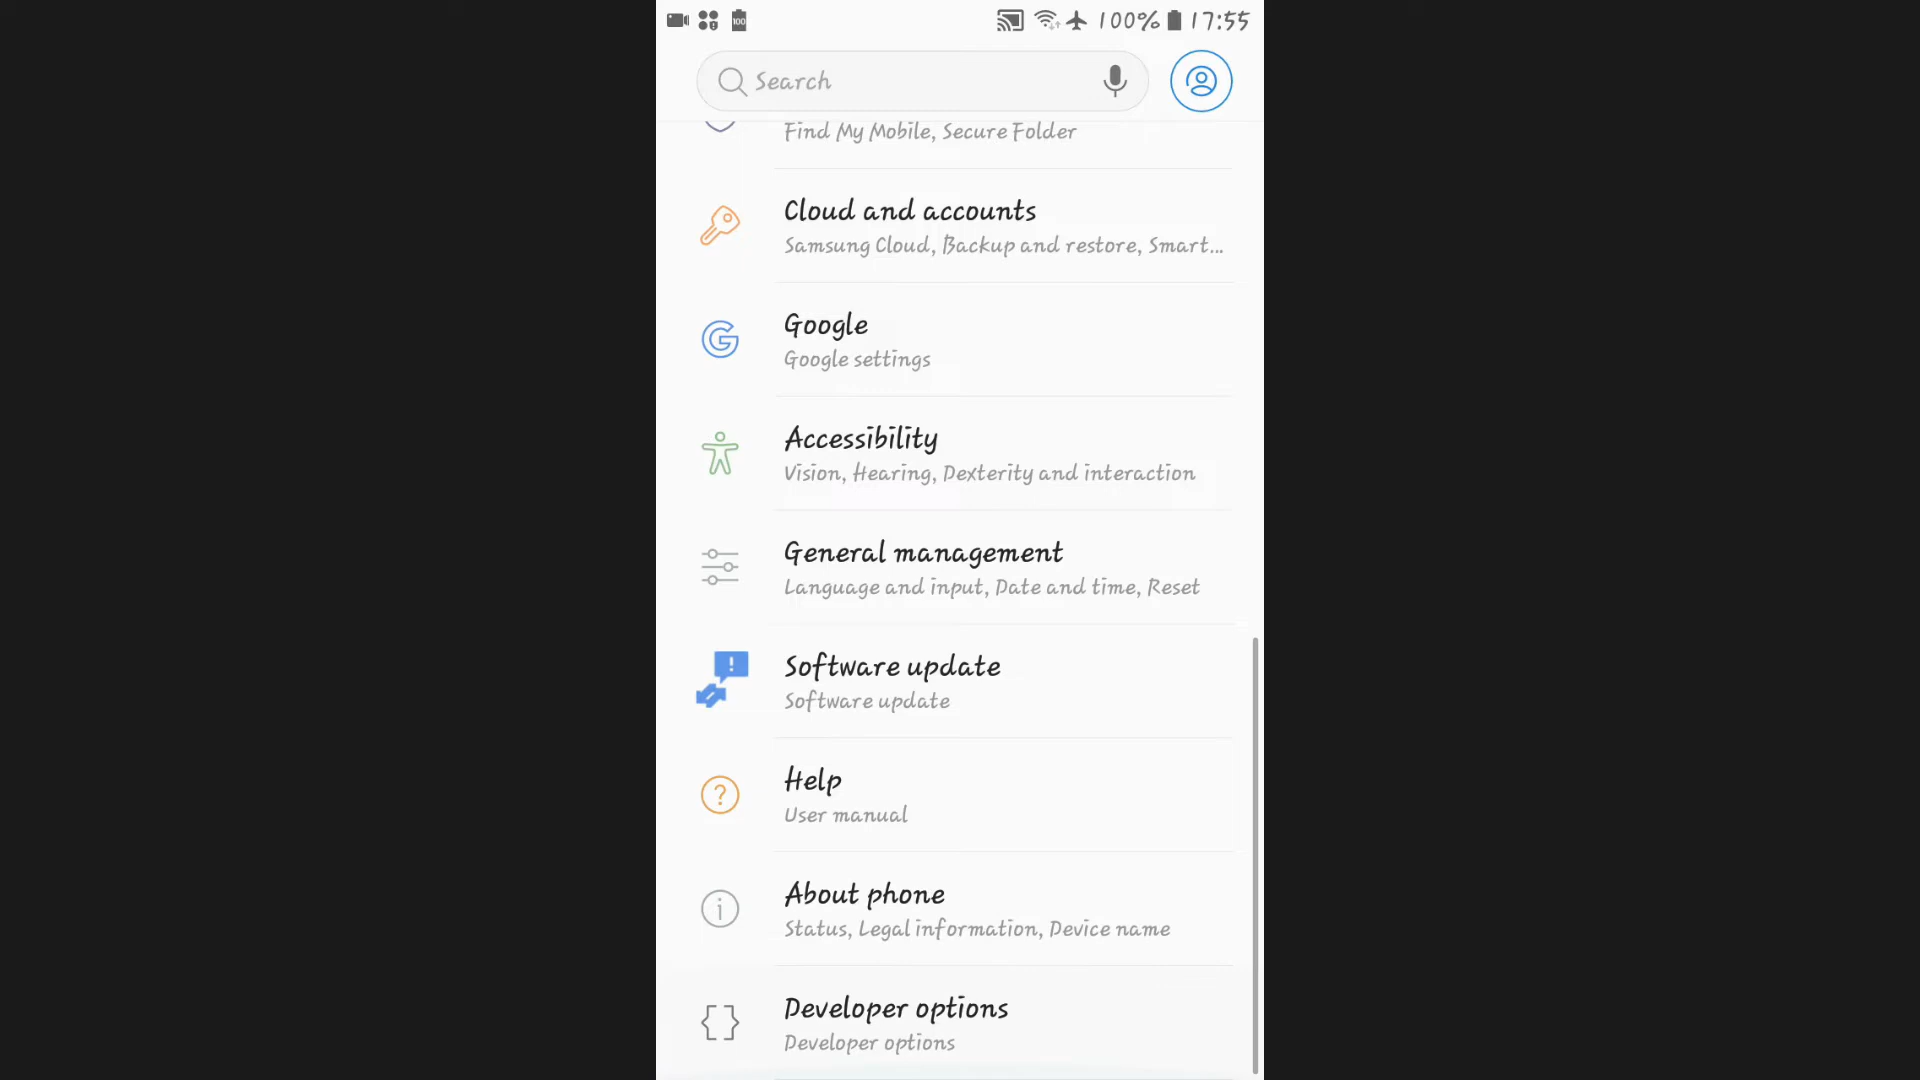 100% 17:55
Search
Find My Mobile, Secure Folder
Cloud and accounts
Samsung Cloud, Backup and restore, Smart...
Google
Google settings
Accessibility
Vision, Hearing, Dexterity and interaction
General management
Language and input, Date and time, Reset
Software update
Software update
Help
User manual
About phone
Status, Legal information, Device name
Developer options
Developer options